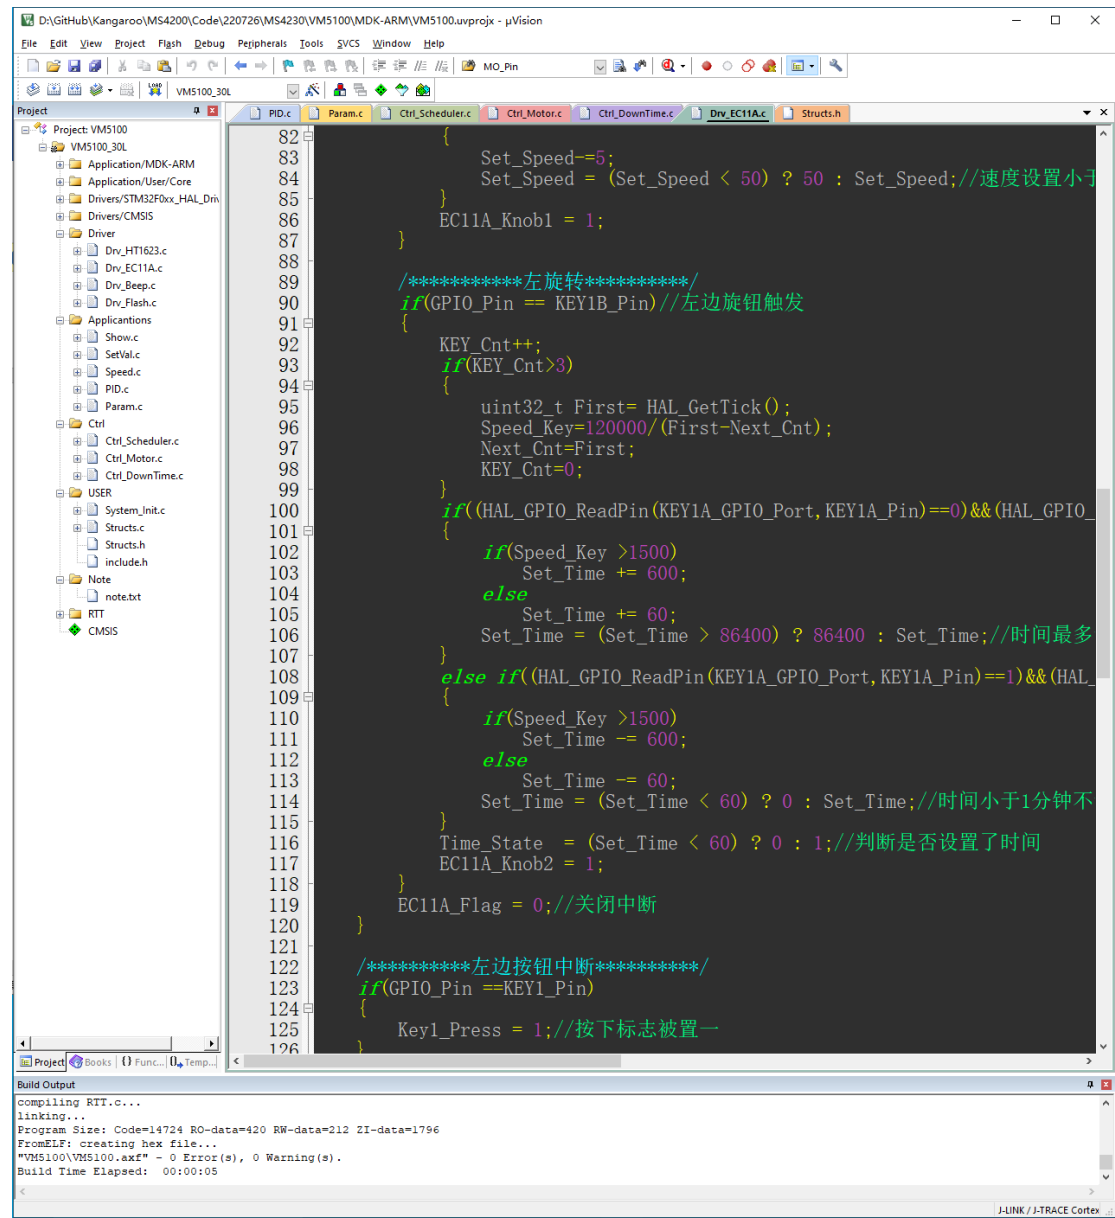 D:\GitHub\Kangaroo\MS4200\Code\220726\MS4230\VM5100\MDK-ARM\VM5100.uvprojx - µVision
File Edit View Project Flash Debug Peripherals Tools SVCS Window Help
MO_Pin
VM5100_30L
Project
PID.c Param.c Ctrl_Scheduler.c Ctrl_Motor.c Ctrl_DownTime.c Drv_EC11A.c Structs.h
Project: VM5100
VM5100_30L
Application/MDK-ARM
Application/User/Core
Drivers/STM32F0xx_HAL_Driv
Drivers/CMSIS
Driver
Drv_HT1623.c
Drv_EC11A.c
Drv_Beep.c
Drv_Flash.c
Applicantions
Show.c
SetVal.c
Speed.c
PID.c
Param.c
Ctrl
Ctrl_Scheduler.c
Ctrl_Motor.c
Ctrl_DownTime.c
USER
System_Init.c
Structs.c
Structs.h
include.h
Note
note.txt
RTT
CMSIS
Project Books {} Func... 0 Temp...
82 {
83 Set_Speed-=5;
84 Set_Speed = (Set_Speed < 50) ? 50 : Set_Speed;//速度设置小于
85 }
86 EC11A_Knob1 = 1;
87 }
88
89 /***********左旋转**********/
90 if(GPIO_Pin == KEY1B_Pin)//左边旋钮触发
91 {
92 KEY_Cnt++;
93 if(KEY_Cnt>3)
94 {
95 uint32_t First= HAL_GetTick();
96 Speed_Key=120000/(First-Next_Cnt);
97 Next_Cnt=First;
98 KEY_Cnt=0;
99 }
100 if((HAL_GPIO_ReadPin(KEY1A_GPIO_Port,KEY1A_Pin)==0)&&(HAL_GPIO_
101 {
102 if(Speed_Key >1500)
103 Set_Time += 600;
104 else
105 Set_Time += 60;
106 Set_Time = (Set_Time > 86400) ? 86400 : Set_Time;//时间最多
107 }
108 else if((HAL_GPIO_ReadPin(KEY1A_GPIO_Port,KEY1A_Pin)==1)&&(HAL_
109 {
110 if(Speed_Key >1500)
111 Set_Time -= 600;
112 else
113 Set_Time -= 60;
114 Set_Time = (Set_Time < 60) ? 0 : Set_Time;//时间小于1分钟不
115 }
116 Time_State  = (Set_Time < 60) ? 0 : 1;//判断是否设置了时间
117 EC11A_Knob2 = 1;
118 }
119 EC11A_Flag = 0;//关闭中断
120 }
121
122 /**********左边按钮中断**********/
123 if(GPIO_Pin ==KEY1_Pin)
124 {
125 Key1_Press = 1;//按下标志被置一
126 }
Build Output
compiling RTT.c...
linking...
Program Size: Code=14724 RO-data=420 RW-data=212 ZI-data=1796
FromELF: creating hex file...
"VM5100\VM5100.axf" - 0 Error(s), 0 Warning(s).
Build Time Elapsed:  00:00:05
J-LINK / J-TRACE Cortex